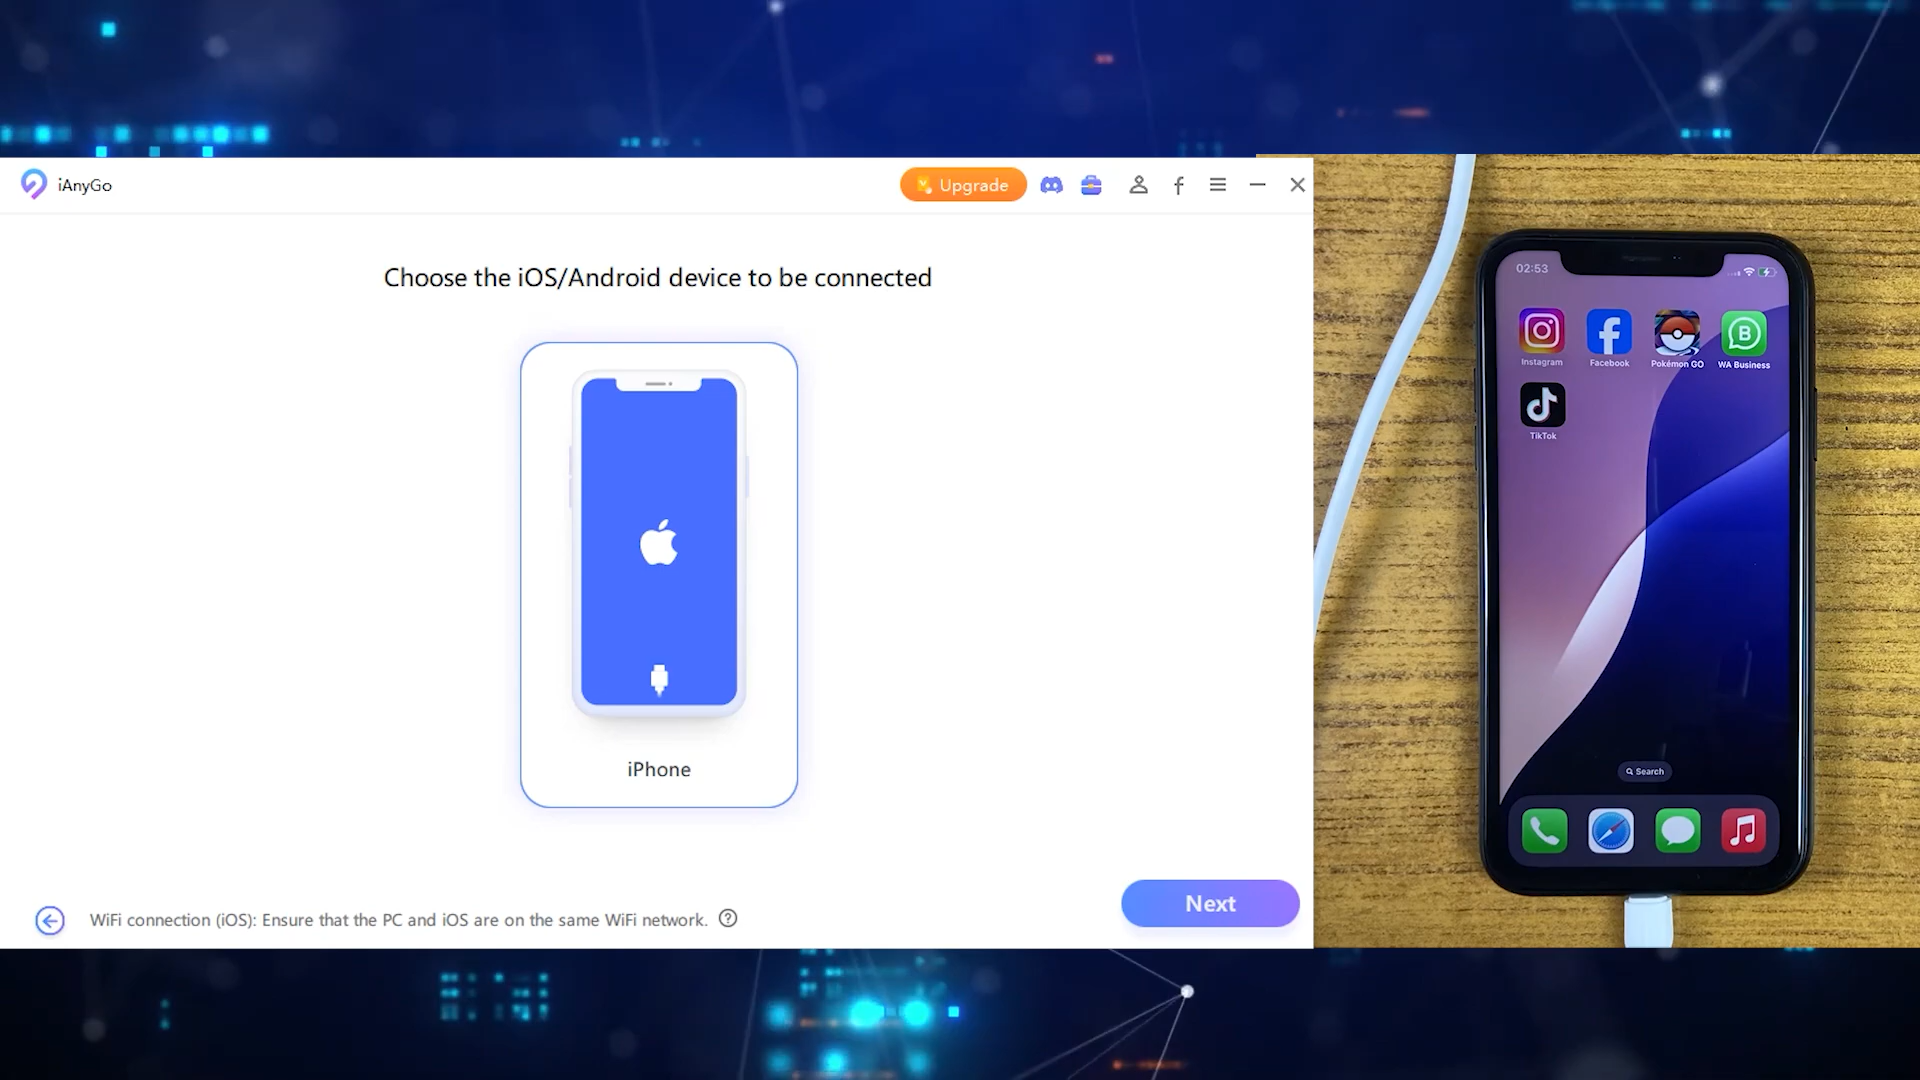 iAnyGo
Upgrade
Choose the iOS/Android device to be connected
iPhone
WiFi connection (iOS): Ensure that the PC and iOS are on the same WiFi network.
Next
02:53
Instagram
Facebook
Pokémon GO
WA Business
TikTok
Search